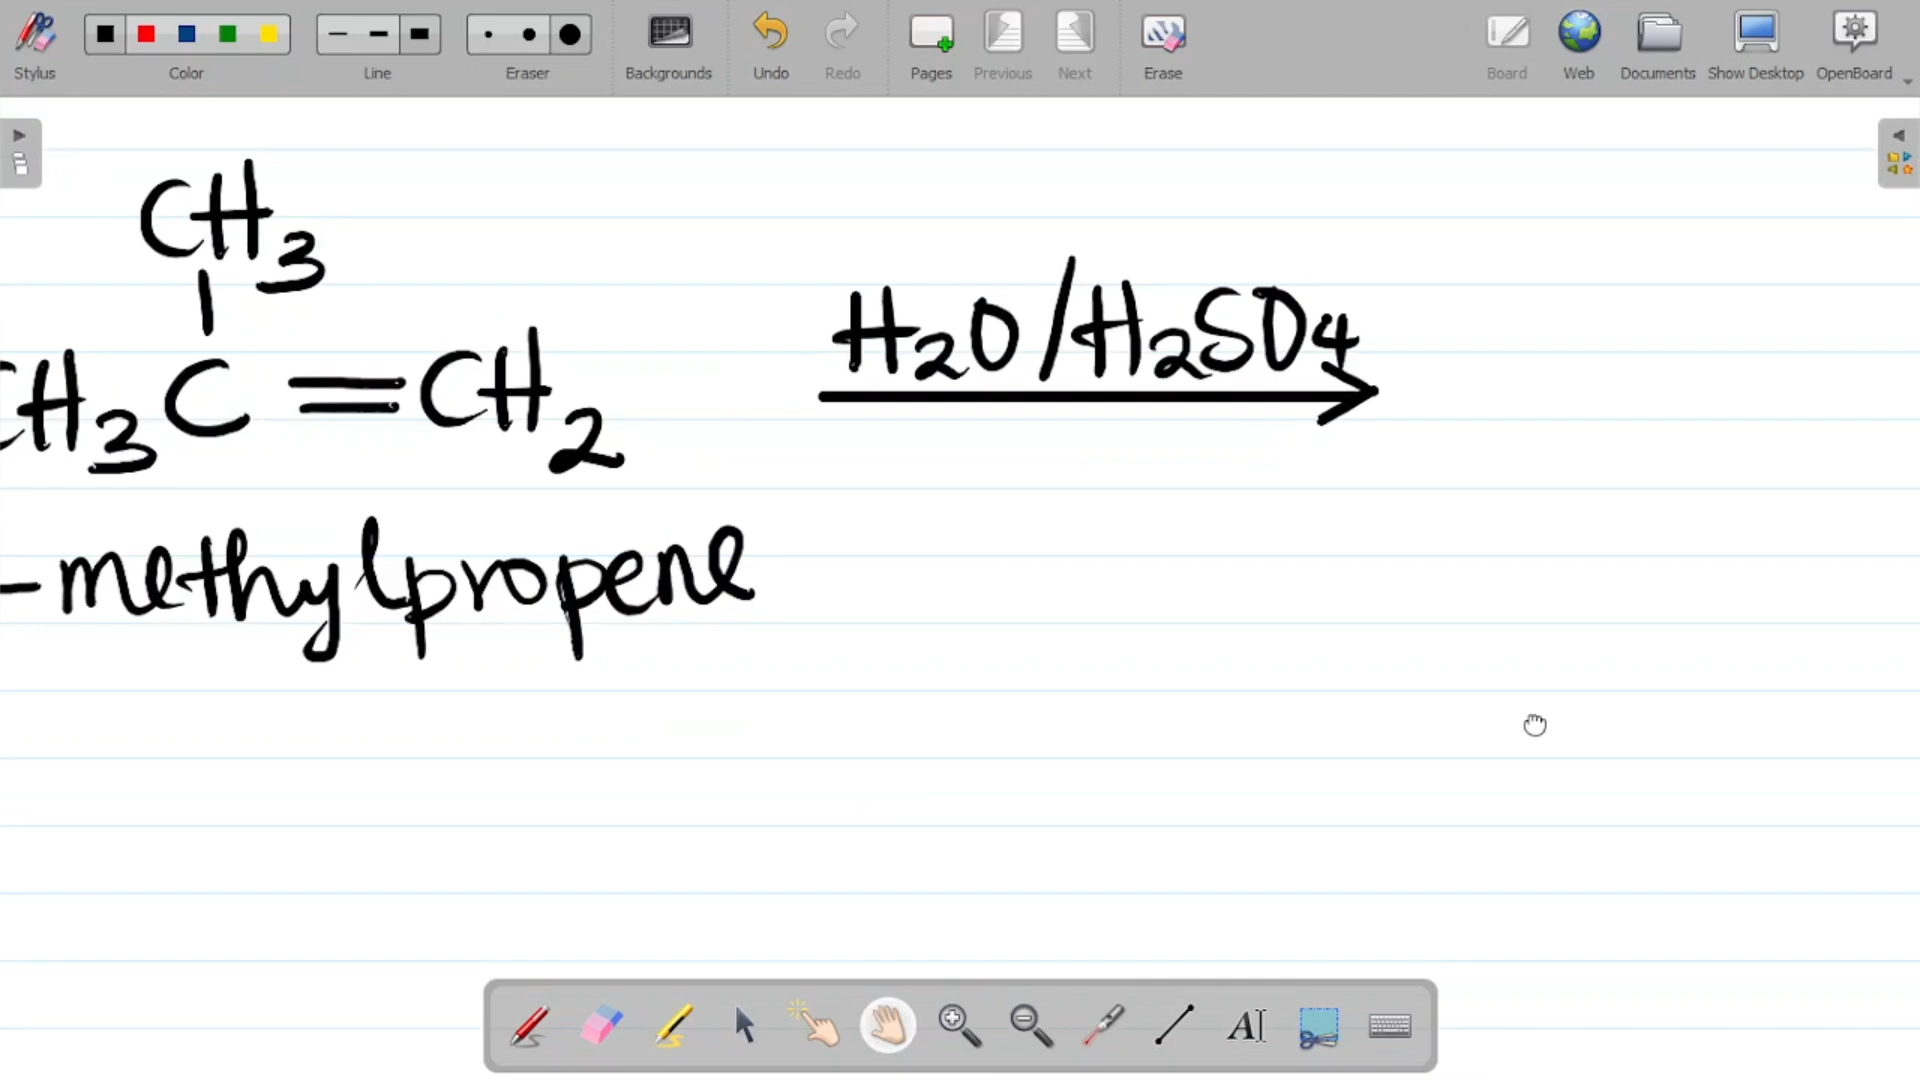 Stylus Color Line Eraser Backgrounds Undo Redo Pages Previous Next Erase Board Web Documents Show Desktop OpenBoard
CH3
CH3C=CH2
H2O/H2SO4
-methylpropene